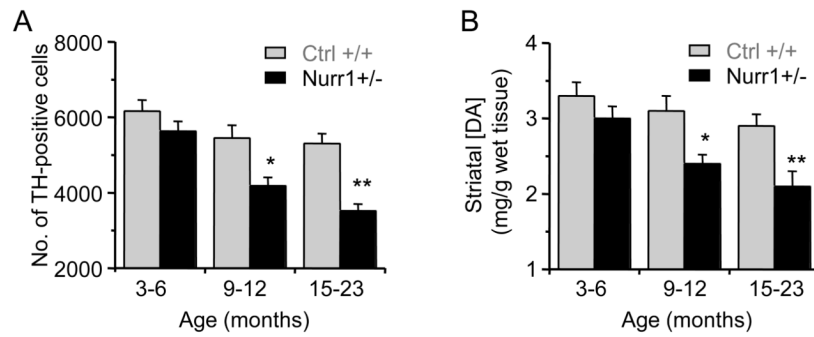 A
No. of TH-positive cells
8000
6000
4000
2000
Ctrl +/+
Nurr1+/-
*
**
3-6
9-12
15-23
Age (months)
B
Striatal [DA]
(mg/g wet tissue)
4
3
2
1
Ctrl +/+
Nurr1+/-
*
**
3-6
9-12
15-23
Age (months)